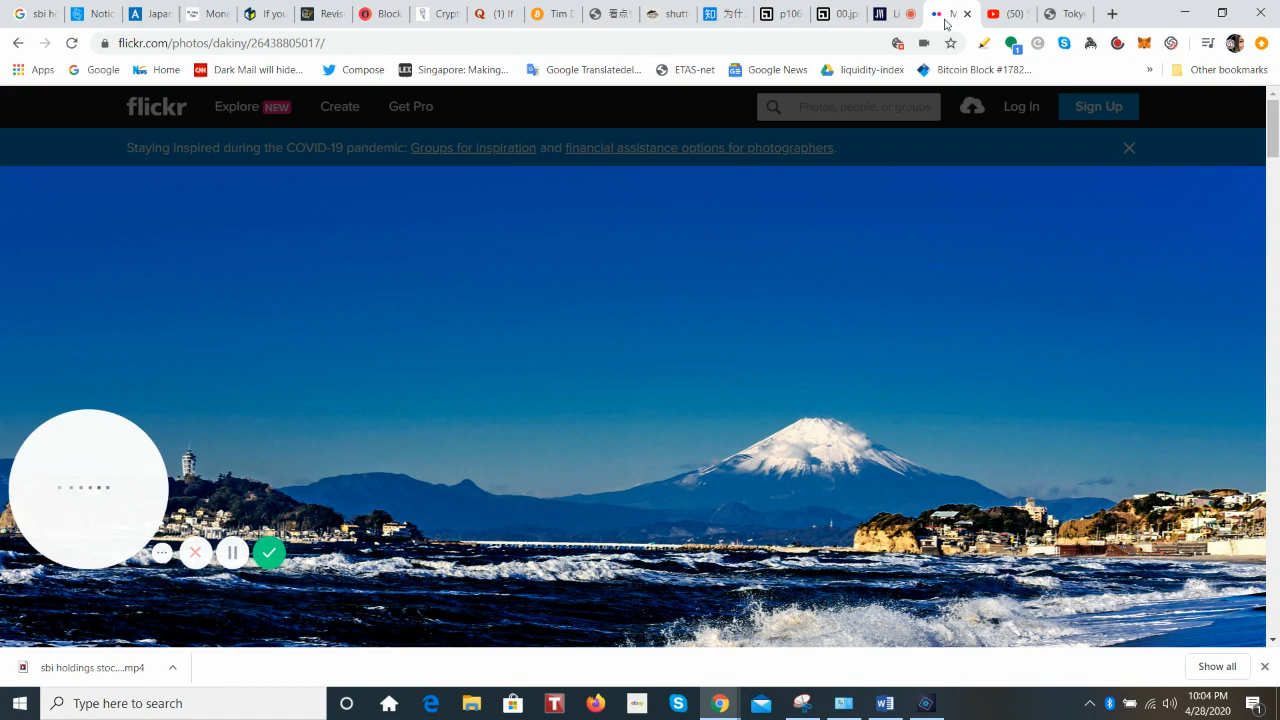 sbi h
Notic
Japar
Mone
If you
Revis
Block
Crypt
(1)
Tim D
看点
shutt
为什
p106
00.jp
Li
M
(50)
Toky
flickr.com/photos/dakiny/26438805017/
Apps
Google
Home
Dark Mail will hide...
Compose
Singapore: Making...
Google Translatedel...
ETAS-net
Google News
liquidity-index
Bitcoin Block #1782...
»
Other bookmarks
flickr
Explore NEW
Create
Get Pro
Photos, people, or groups
Log In
Sign Up
Staying inspired during the COVID-19 pandemic: Groups for inspiration and financial assistance options for photographers.
sbi holdings stoc....mp4
Show all
Type here to search
10:04 PM
4/28/2020